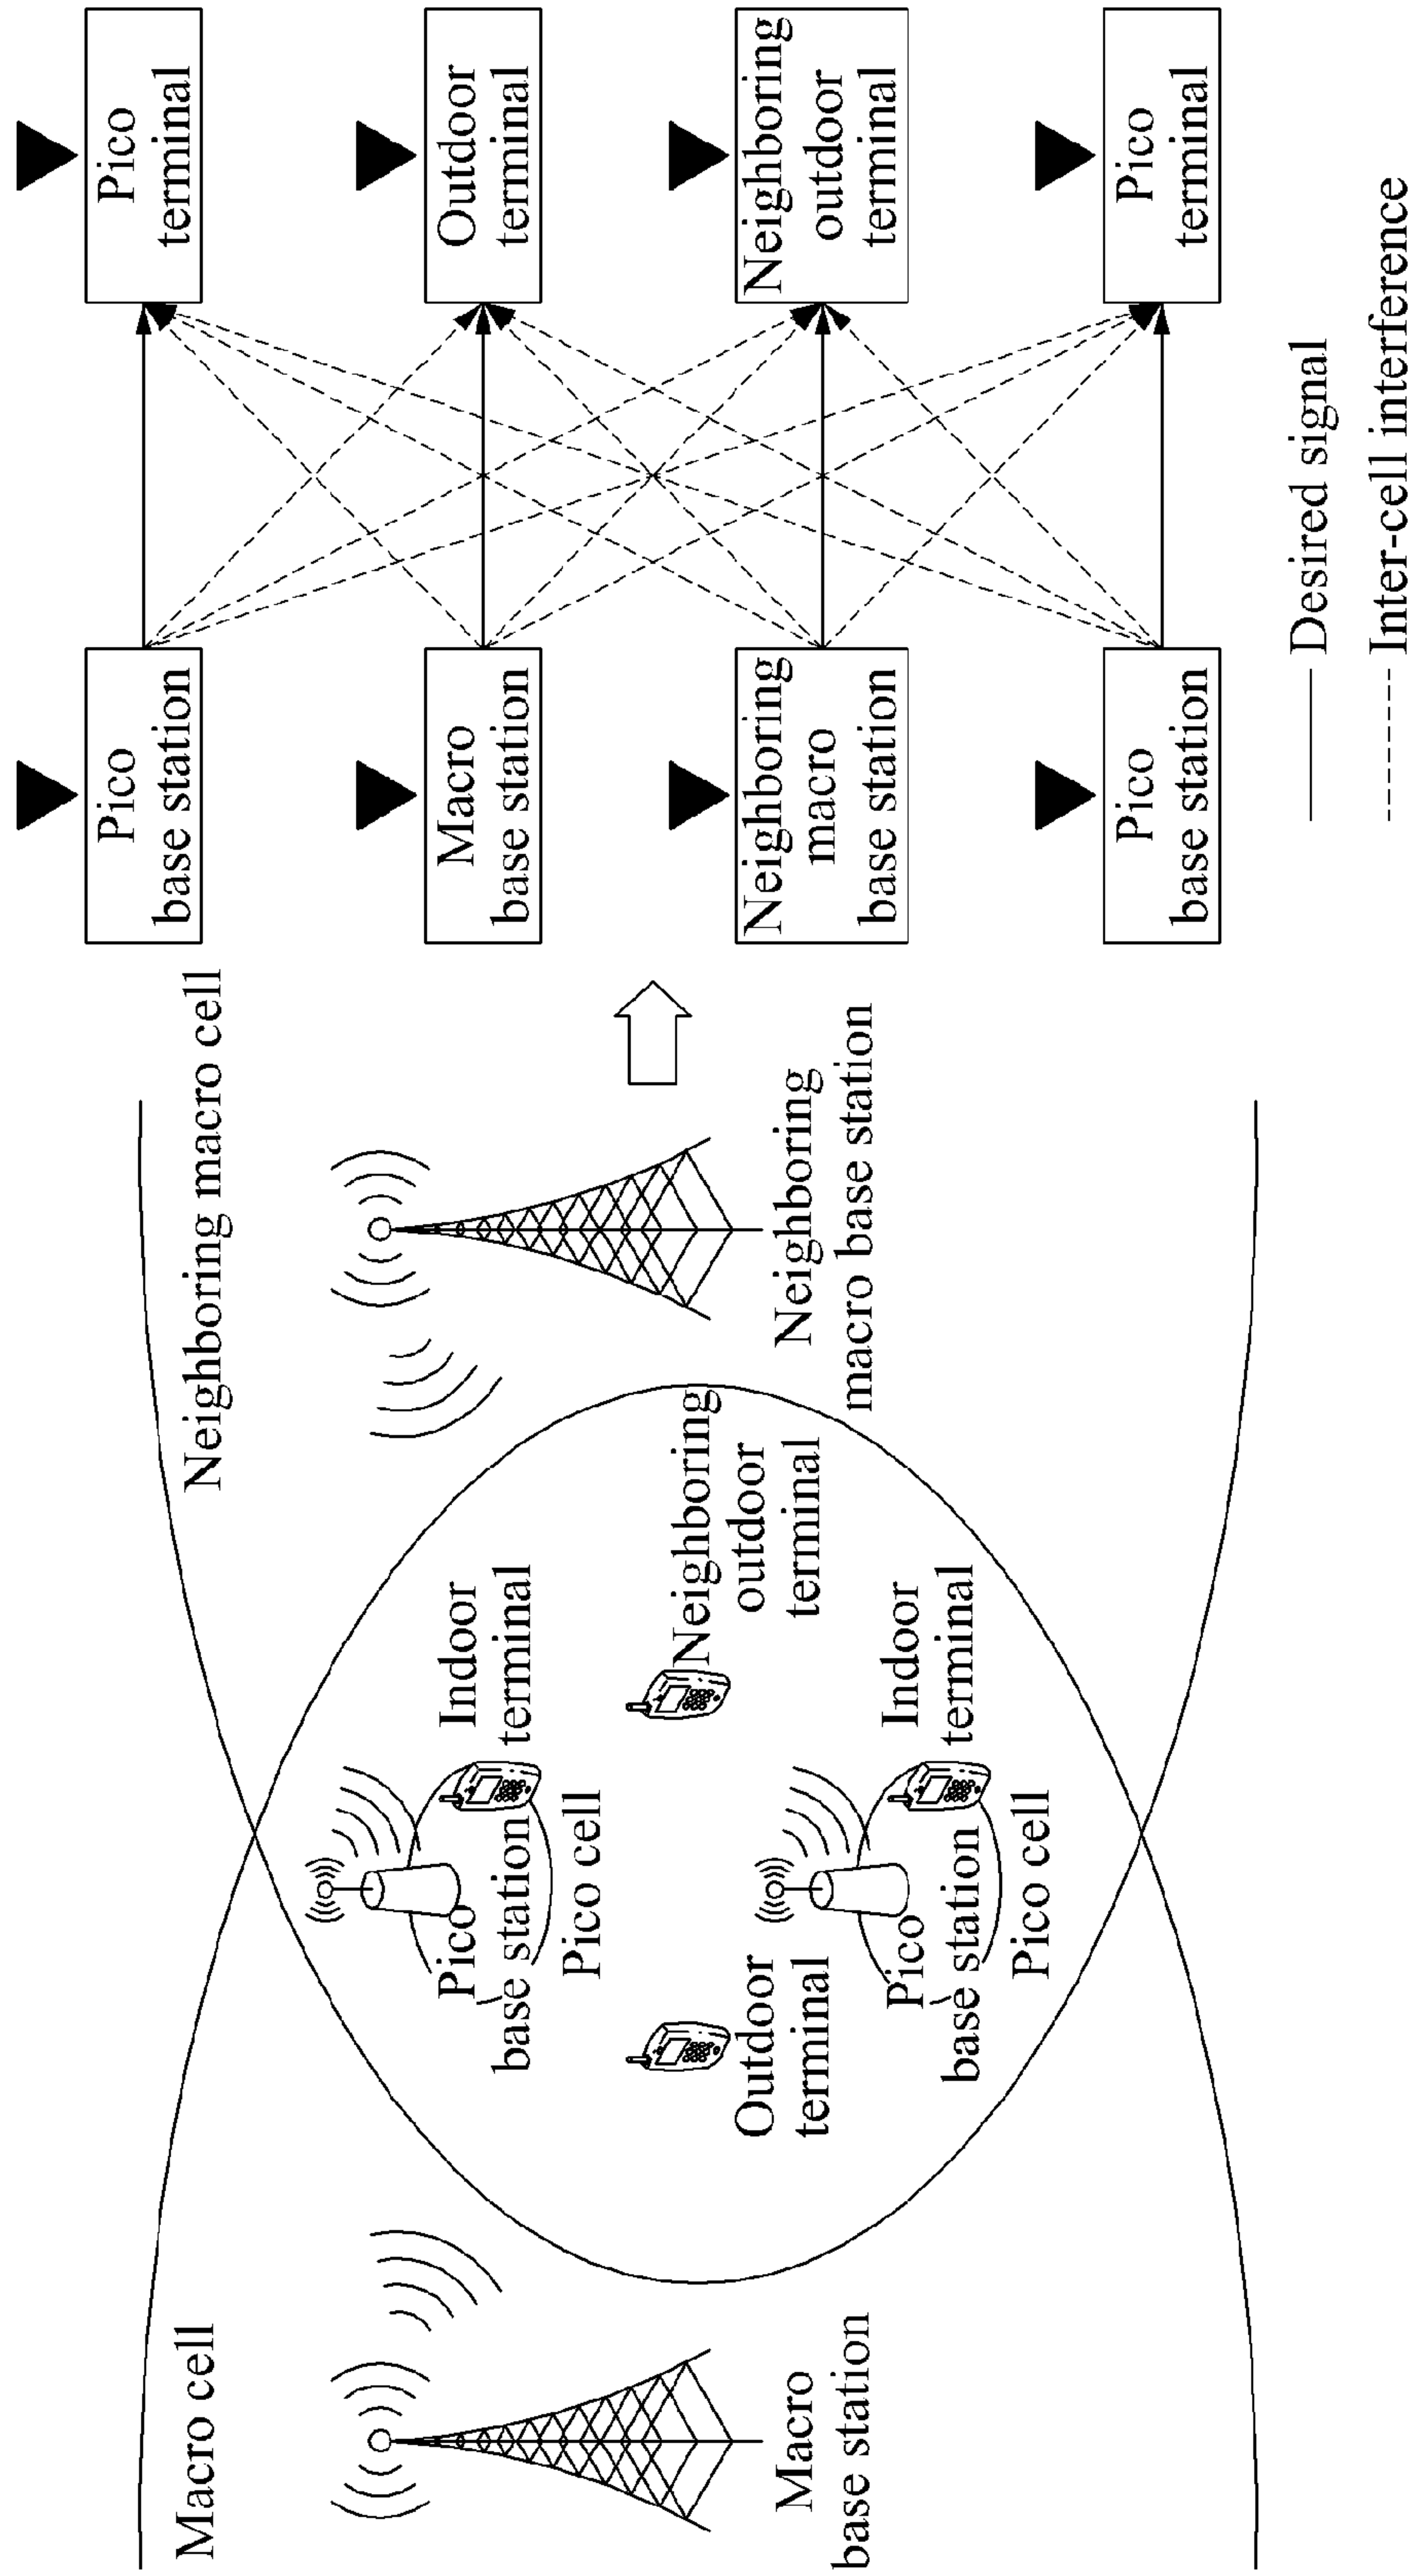 Macro cell
Macro
base station
Outdoor
terminal
Pico
base station
Pico cell
Indoor
terminal
Pico
base station
Pico cell
Indoor
terminal
Neighboring
outdoor
terminal
Neighboring macro cell
Neighboring
macro base station
Pico
base station
Macro
base station
Neighboring
macro
base station
Pico
base station
Pico
terminal
Outdoor
terminal
Neighboring
outdoor
terminal
Pico
terminal
Desired signal
Inter-cell interference